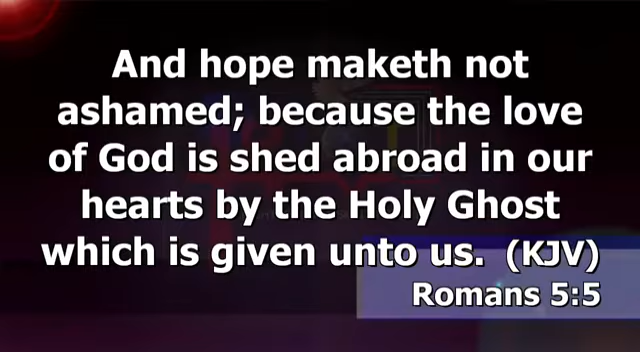 And hope maketh not
ashamed; because the love
of God is shed abroad in our
hearts by the Holy Ghost
which is given unto us.  (KJV)
Romans 5:5